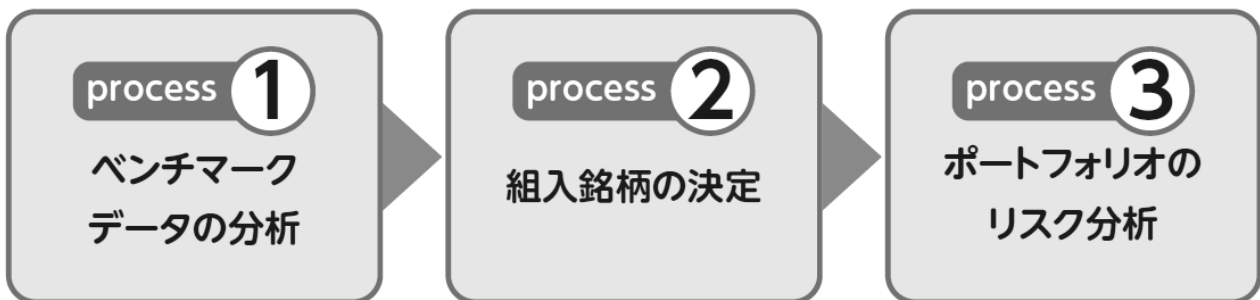 process 1
ベンチマーク
データの分析
process 2
組入銘柄の決定
process 3
ポートフォリオの
リスク分析